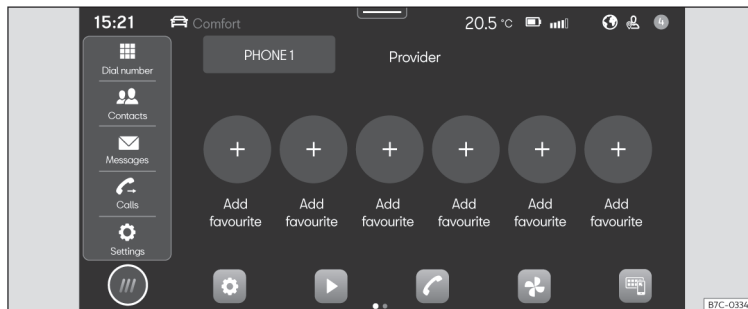 15:21 Comfort 20.5 °C 4
PHONE 1 Provider
Dial number
Contacts
Messages
Calls
Settings
+ + + + + +
Add favourite
Add favourite
Add favourite
Add favourite
Add favourite
Add favourite
B7C-0334